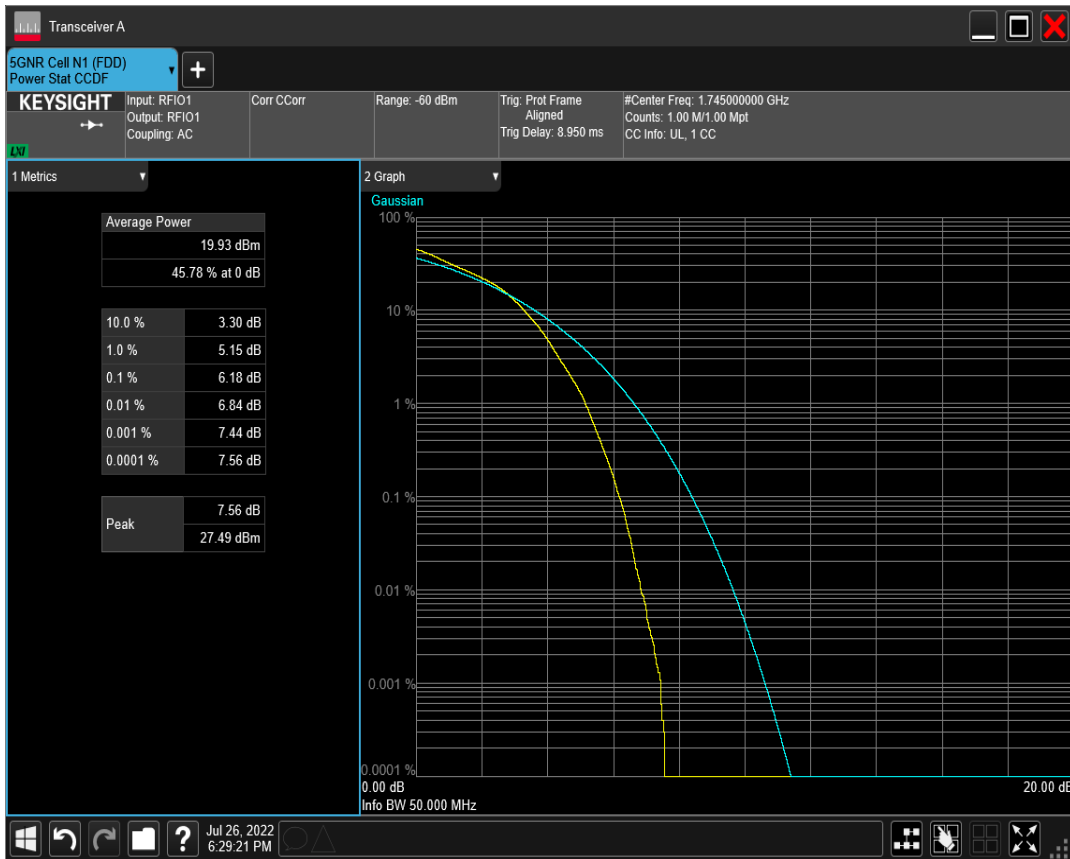 Transceiver A
5GNR Cell N1 (FDD)
Power Stat CCDF
KEYSIGHT
LXI
Input: RFIO1
Output: RFIO1
Coupling: AC
Corr CCorr
Range: -60 dBm
Trig: Prot Frame
Aligned
Trig Delay: 8.950 ms
#Center Freq: 1.745000000 GHz
Counts: 1.00 M/1.00 Mpt
CC Info: UL, 1 CC
1 Metrics
Average Power
19.93 dBm
45.78 % at 0 dB
10.0 % 3.30 dB
1.0 % 5.15 dB
0.1 % 6.18 dB
0.01 % 6.84 dB
0.001 % 7.44 dB
0.0001 % 7.56 dB
Peak 7.56 dB
27.49 dBm
2 Graph
Gaussian
100 %
10 %
1 %
0.1 %
0.01 %
0.001 %
0.0001 %
0.00 dB 20.00 dB
Info BW 50.000 MHz
?
Jul 26, 2022
6:29:21 PM